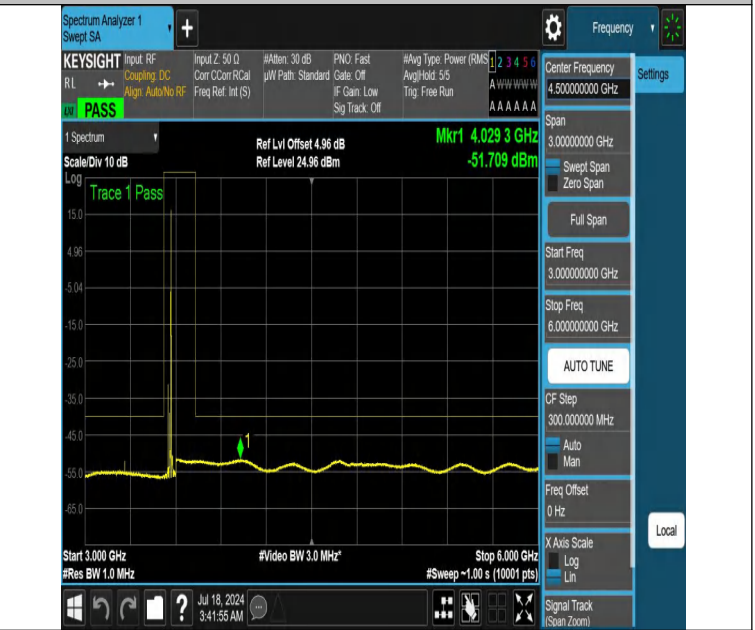 Spectrum Analyzer 1
Swept SA
+
Frequency
KEYSIGHT
RL
PASS
Input: RF
Coupling: DC
Align: Auto/No RF
Input Z: 50 Ω
Corr CCorr RCal
Freq Ref: Int (S)
#Atten: 30 dB
µW Path: Standard
PNO: Fast
Gate: Off
IF Gain: Low
Sig Track: Off
#Avg Type: Power (RMS
Avg|Hold: 5/5
Trig: Free Run
1 2 3 4 5 6
A W W W W W
A A A A A A
1 Spectrum
Scale/Div 10 dB
Log
Ref Lvl Offset 4.96 dB
Ref Level 24.96 dBm
Mkr1 4.029 3 GHz
-51.709 dBm
Trace 1 Pass
15.0
4.96
-5.04
-15.0
-25.0
-35.0
-45.0
-55.0
-65.0
1
Start 3.000 GHz
#Res BW 1.0 MHz
#Video BW 3.0 MHz*
Stop 6.000 GHz
#Sweep ~1.00 s (10001 pts)
?
Jul 18, 2024
3:41:55 AM
Center Frequency
4.500000000 GHz
Span
3.00000000 GHz
Swept Span
Zero Span
Full Span
Start Freq
3.000000000 GHz
Stop Freq
6.000000000 GHz
AUTO TUNE
CF Step
300.000000 MHz
Auto
Man
Freq Offset
0 Hz
X Axis Scale
Log
Lin
Signal Track
(Span Zoom)
Settings
Local